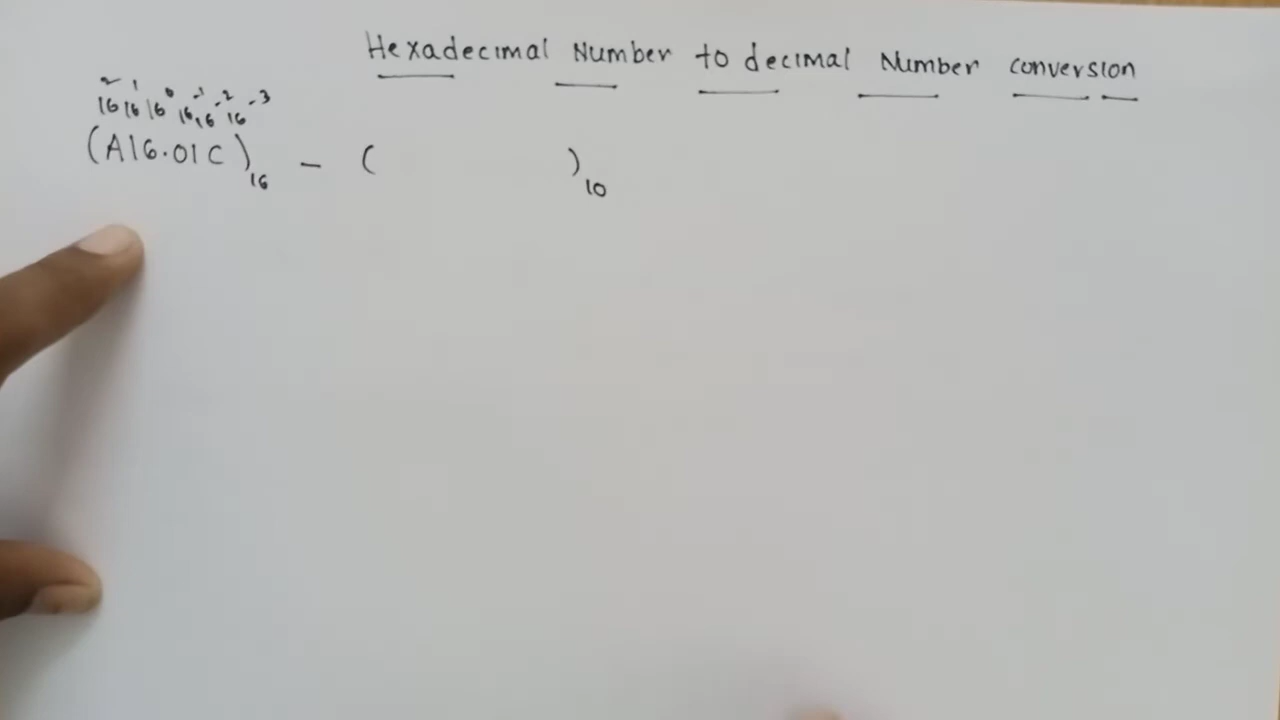 Hexadecimal Number to decimal Number conversion
16² 16¹ 16⁰ 16⁻¹ 16⁻² 16⁻³
(A16.01C)₁₆ – ( )₁₀